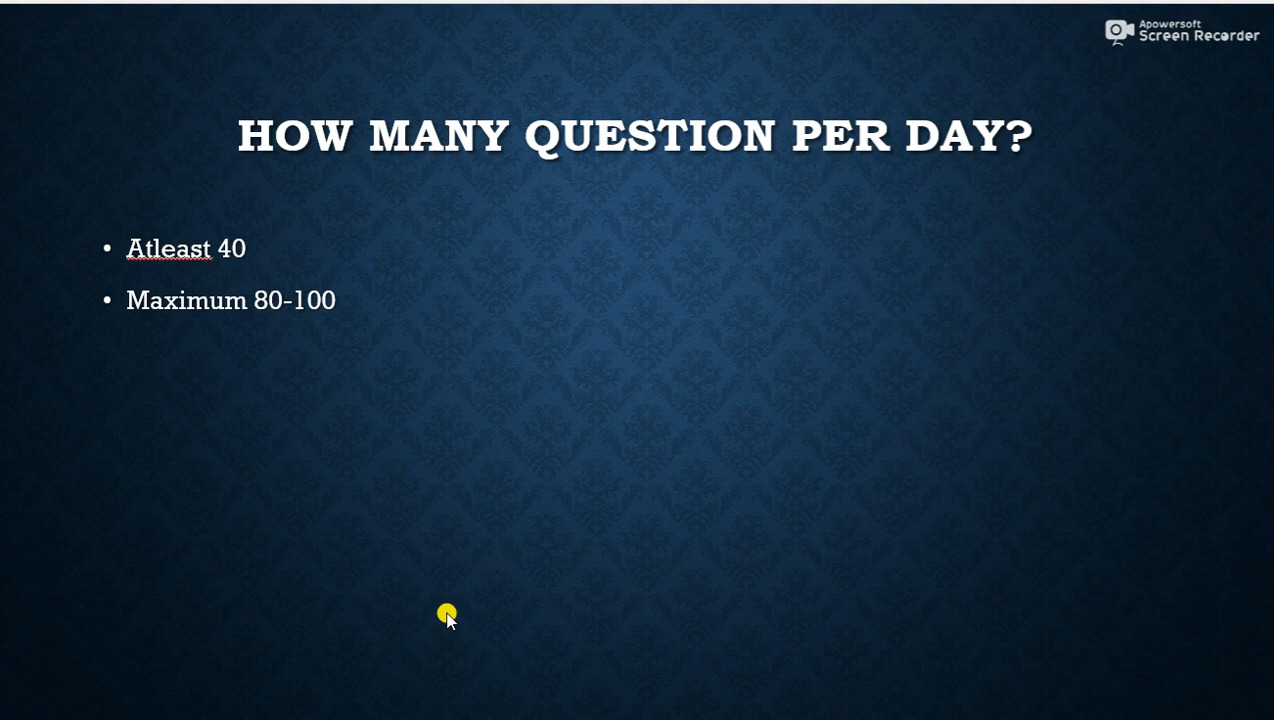 Apowersoft
Screen Recorder
HOW MANY QUESTION PER DAY?
• Atleast 40
• Maximum 80-100